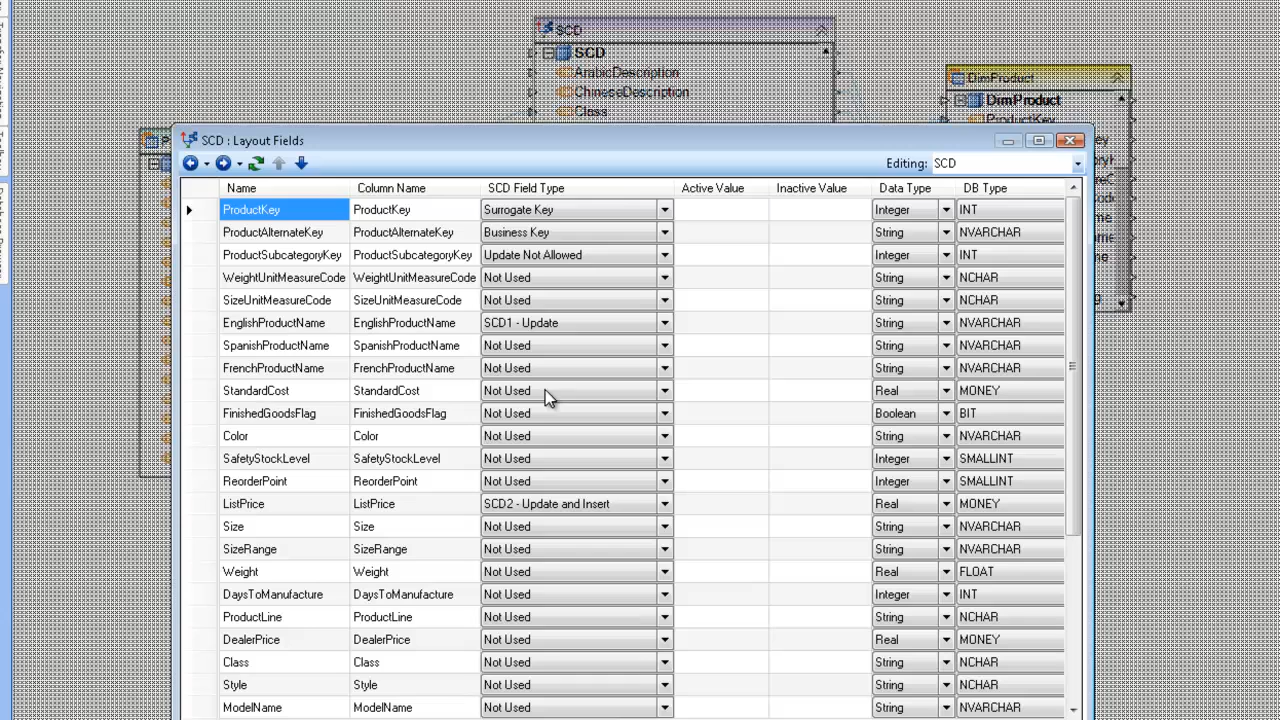 SCD
SCD
ArabicDescription
ChineseDescription
Class
DimProduct
DimProduct
ProductKey
SCD : Layout Fields
Editing: SCD
Name Column Name SCD Field Type Active Value Inactive Value Data Type DB Type
ProductKey ProductKey Surrogate Key Integer INT
ProductAlternateKey ProductAlternateKey Business Key String NVARCHAR
ProductSubcategoryKey ProductSubcategoryKey Update Not Allowed Integer INT
WeightUnitMeasureCode WeightUnitMeasureCode Not Used String NCHAR
SizeUnitMeasureCode SizeUnitMeasureCode Not Used String NCHAR
EnglishProductName EnglishProductName SCD1 - Update String NVARCHAR
SpanishProductName SpanishProductName Not Used String NVARCHAR
FrenchProductName FrenchProductName Not Used String NVARCHAR
StandardCost StandardCost Not Used Real MONEY
FinishedGoodsFlag FinishedGoodsFlag Not Used Boolean BIT
Color Color Not Used String NVARCHAR
SafetyStockLevel SafetyStockLevel Not Used Integer SMALLINT
ReorderPoint ReorderPoint Not Used Integer SMALLINT
ListPrice ListPrice SCD2 - Update and Insert Real MONEY
Size Size Not Used String NVARCHAR
SizeRange SizeRange Not Used String NVARCHAR
Weight Weight Not Used Real FLOAT
DaysToManufacture DaysToManufacture Not Used Integer INT
ProductLine ProductLine Not Used String NCHAR
DealerPrice DealerPrice Not Used Real MONEY
Class Class Not Used String NCHAR
Style Style Not Used String NCHAR
ModelName ModelName Not Used String NVARCHAR